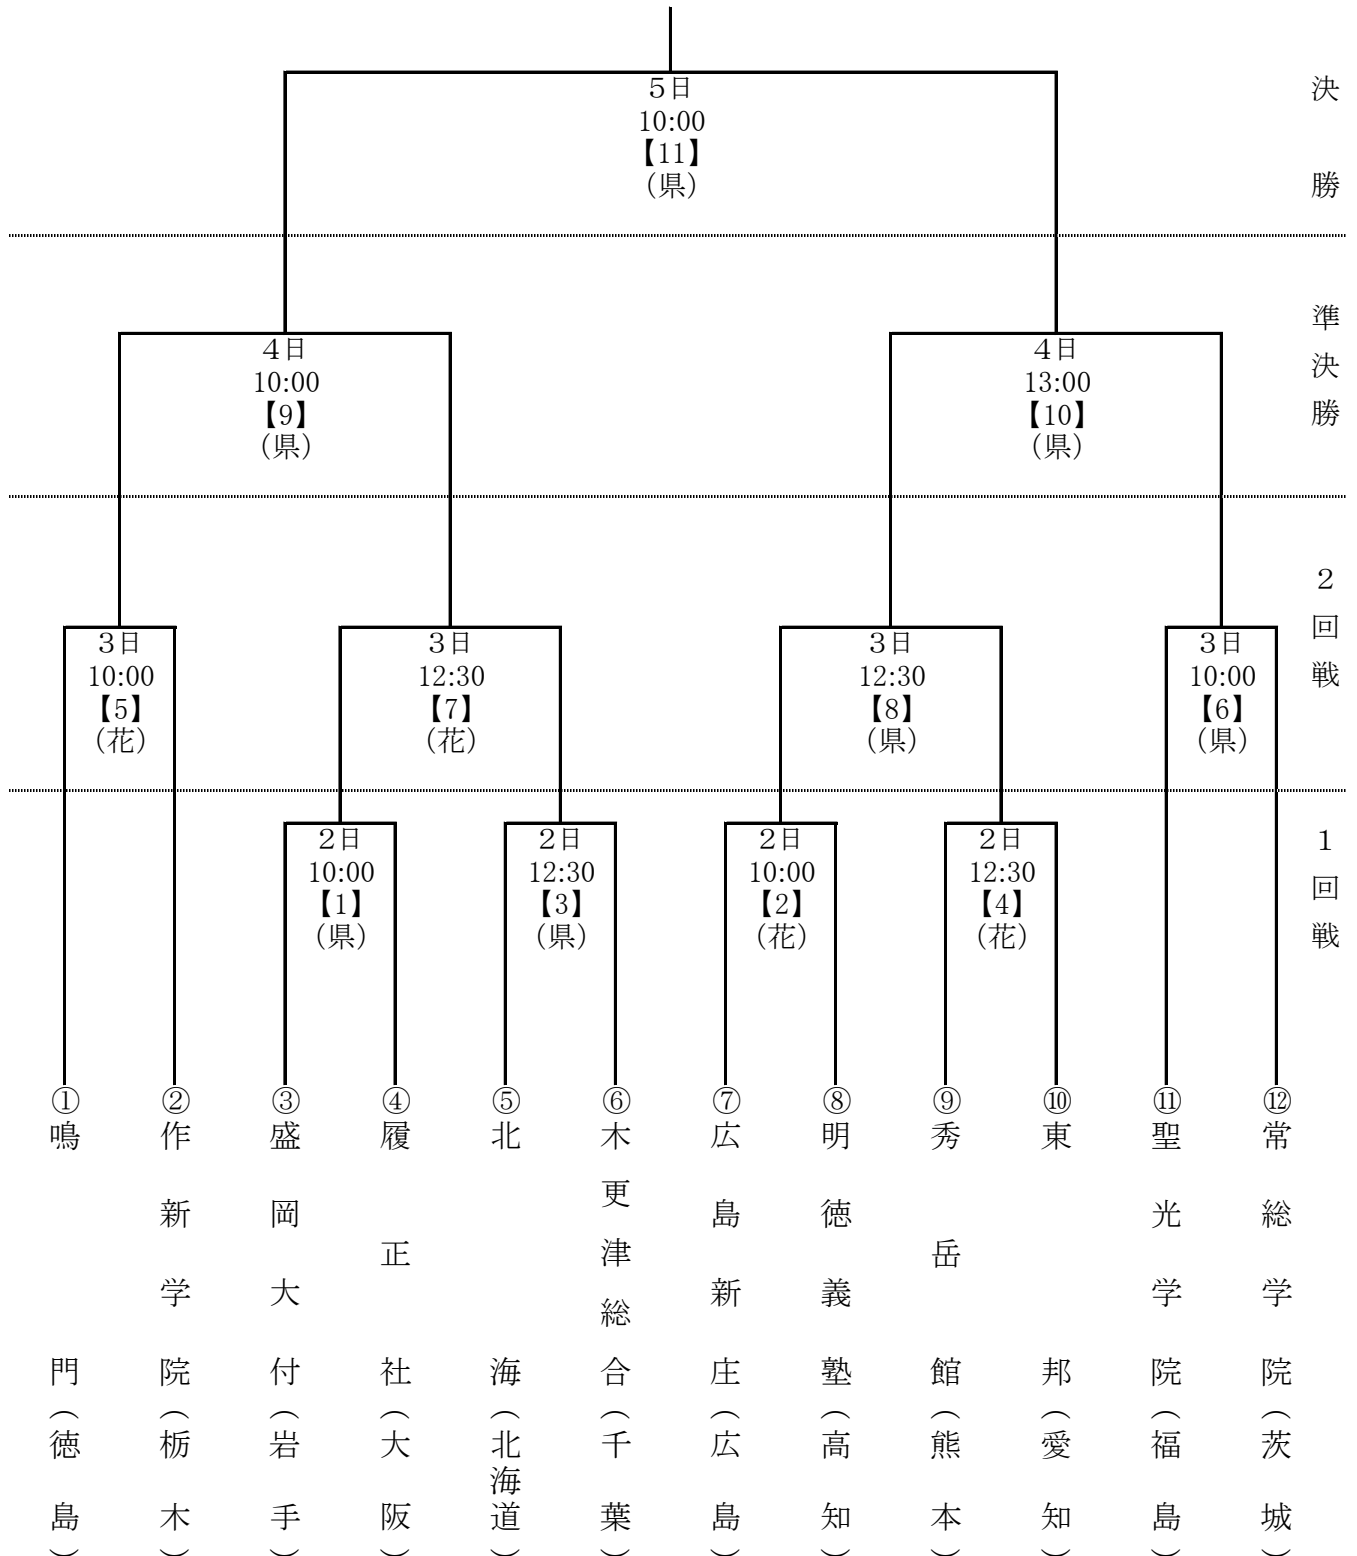 ５日
10:00
【11】
（県）
決勝
４日
10:00
【9】
（県）
４日
13:00
【10】
（県）
準決勝
３日
10:00
【5】
（花）
３日
12:30
【7】
（花）
３日
12:30
【8】
（県）
３日
10:00
【6】
（県）
２回戦
２日
10:00
【1】
（県）
２日
12:30
【3】
（県）
２日
10:00
【2】
（花）
２日
12:30
【4】
（花）
１回戦
①鳴門（徳島）
②作新学院（栃木）
③盛岡大付（岩手）
④履正社（大阪）
⑤北海（北海道）
⑥木更津総合（千葉）
⑦広島新庄（広島）
⑧明徳義塾（高知）
⑨秀岳館（熊本）
⑩東邦（愛知）
⑪聖光学院（福島）
⑫常総学院（茨城）